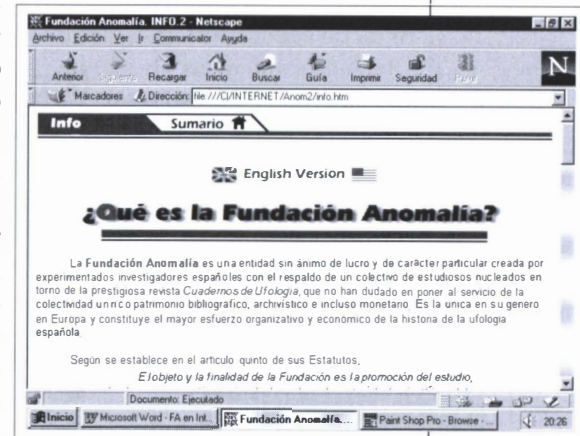 Fundación Anomalía. INFO.2 - Netscape
Archivo Edición Ver Ir Communicator Ayuda
Anterior Siguiente Recargar Inicio Buscar Guía Imprimir Seguridad Parar
N
Marcadores Dirección: file:///C|/INTERNET/Anom2/info.htm
Info Sumario
English Version
¿Qué es la Fundación Anomalía?
La Fundación Anomalía es una entidad sin ánimo de lucro y de carácter particular creada por
experimentados investigadores españoles con el respaldo de un colectivo de estudiosos nucleados en
torno de la prestigiosa revista Cuadernos de Ufología, que no han dudado en poner al servicio de la
colectividad un rico patrimonio bibliográfico, archivístico e incluso monetario. Es la única en su género
en Europa y constituye el mayor esfuerzo organizativo y económico de la historia de la ufología
española.
Según se establece en el artículo quinto de sus Estatutos,
El objeto y la finalidad de la Fundación es la promoción del estudio,
Documento: Ejecutado
Inicio Microsoft Word - FA en Int... Fundación Anomalía.... Paint Shop Pro - Browse - ... 20:26